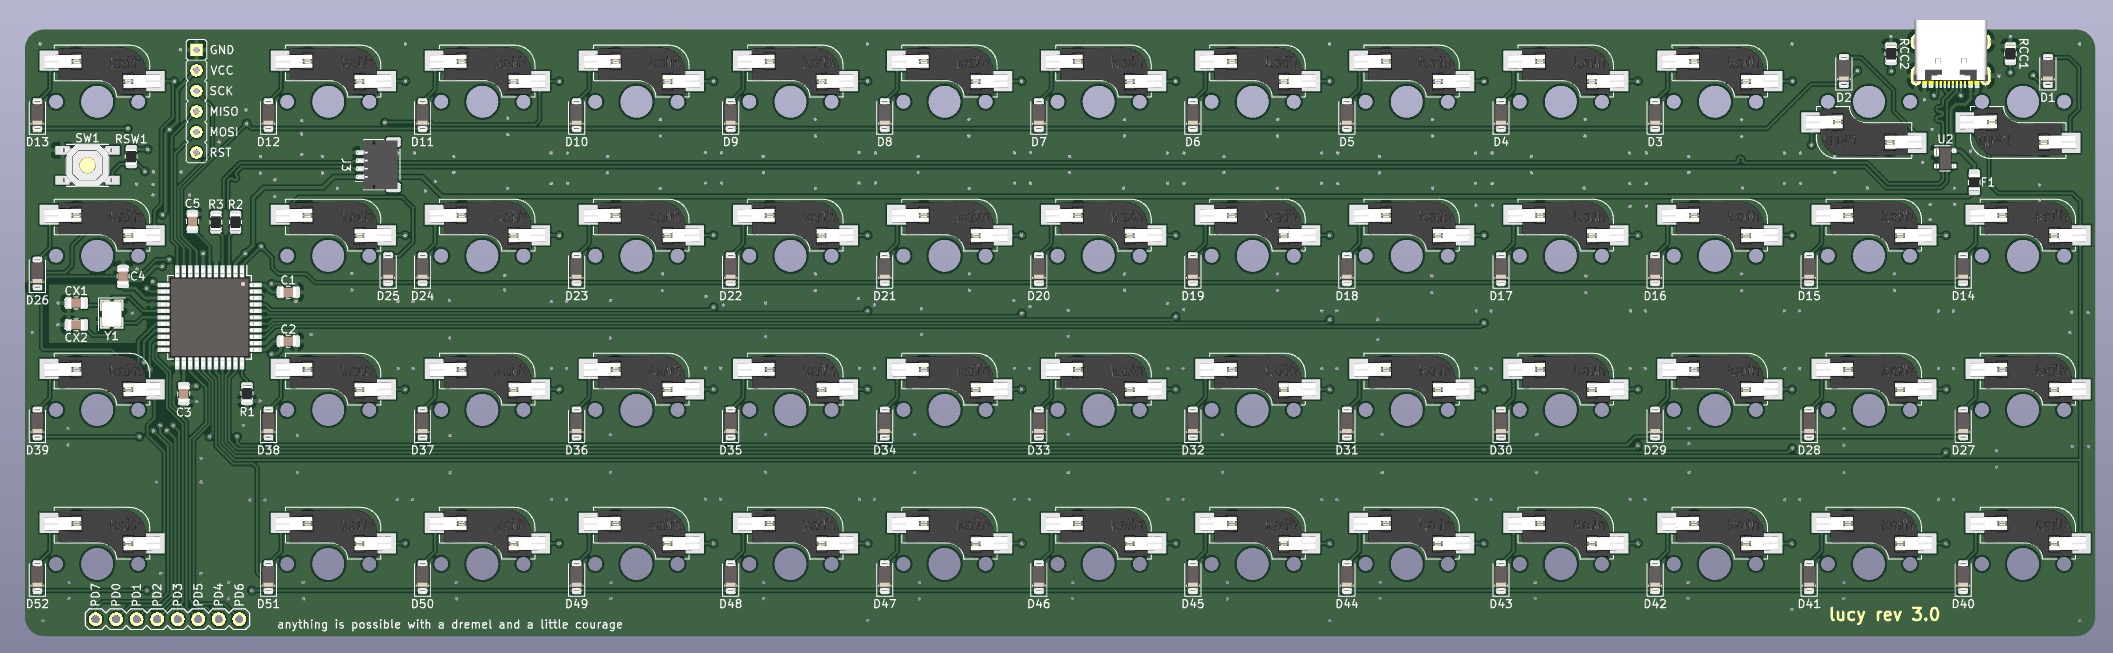 GND
VCC
SCK
MISO
MOSI
RST
RCC2
RCC1
D2
D1
D13
D12
D11
D10
D9
D8
D7
D6
D5
D4
D3
SW1
RSW1
J3
U2
F1
C5
R3
R2
C4
D26
D25
D24
D23
D22
D21
D20
D19
D18
D17
D16
D15
D14
CX1
C1
CX2
Y1
C2
C3
R1
D39
D38
D37
D36
D35
D34
D33
D32
D31
D30
D29
D28
D27
D52
D51
D50
D49
D48
D47
D46
D45
D44
D43
D42
D41
D40
PD7
PD0
PD1
PD2
PD3
PD5
PD4
PD6
anything is possible with a dremel and a little courage
lucy rev 3.0